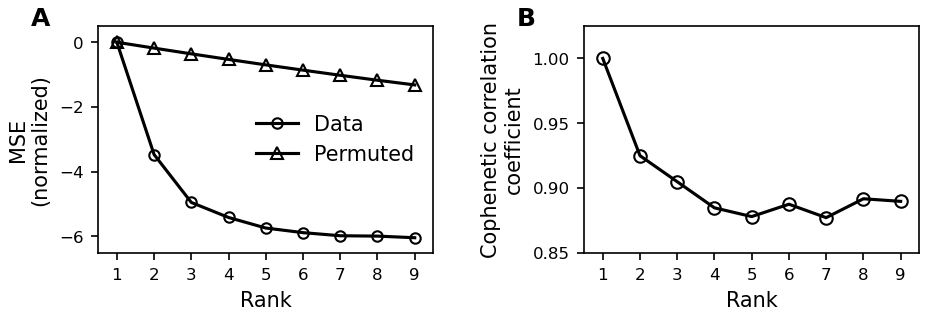 A
MSE
(normalized)
0
−2
−4
−6
Data
Permuted
1 2 3 4 5 6 7 8 9
Rank
B
Cophenetic correlation
coefficient
1.00
0.95
0.90
0.85
1 2 3 4 5 6 7 8 9
Rank